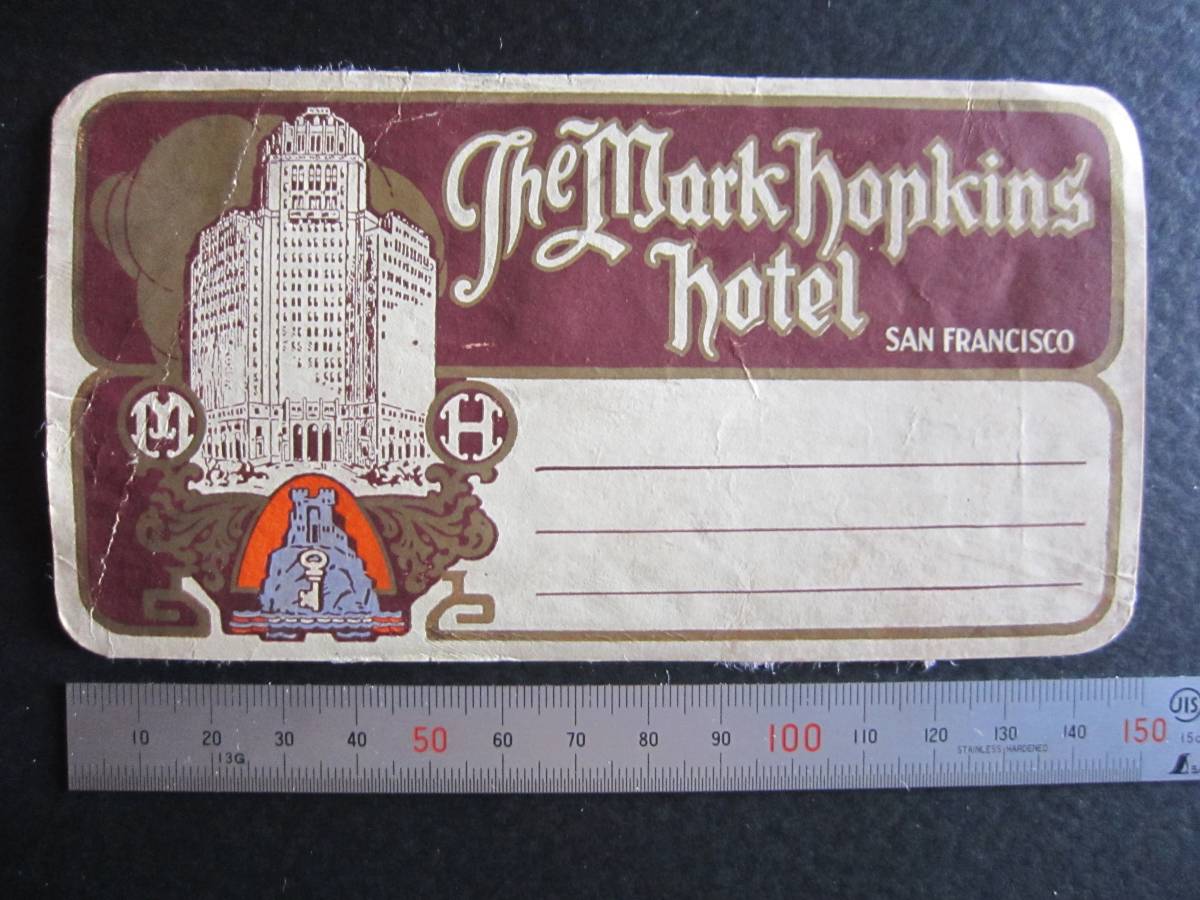 The Mark Hopkins
hotel
SAN FRANCISCO
M H
10 20 30 40 50 60 70 80 90 100 110 120 130 140 150
13G
STAINLESS HARDENED
JIS